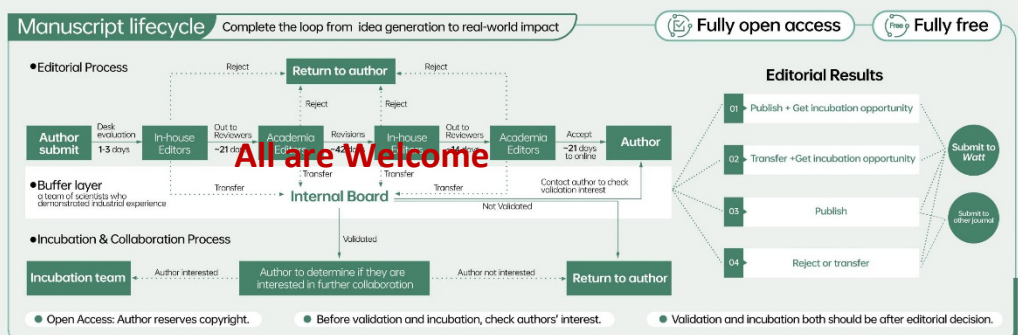 Manuscript lifecycle Complete the loop from idea generation to real-world impact
Fully open access
Free Fully free
•Editorial Process
Reject
Return to author
Reject
Reject
Reject
Author submit
Desk evaluation
1-3 days
In-house Editors
Out to Reviewers
~21 days
Academia Editors
Revisions
~42
In-house Editors
Out to Reviewers
days
Academia Editors
Accept
~21 days to online
Author
All are Welcome
•Buffer layer
a team of scientists who
demonstrated industrial experience
Transfer
Transfer
Transfer
Transfer
Internal Board
Contact author to check
validation interest
Not Validated
Validated
•Incubation & Collaboration Process
Incubation team
Author interested
Author to determine if they are
interested in further collaboration
Author not interested
Return to author
Editorial Results
01 Publish + Get incubation opportunity
02 Transfer +Get incubation opportunity
03 Publish
04 Reject or transfer
Submit to
Watt
Submit to
other journal
• Open Access: Author reserves copyright.
• Before validation and incubation, check authors' interest.
• Validation and incubation both should be after editorial decision.